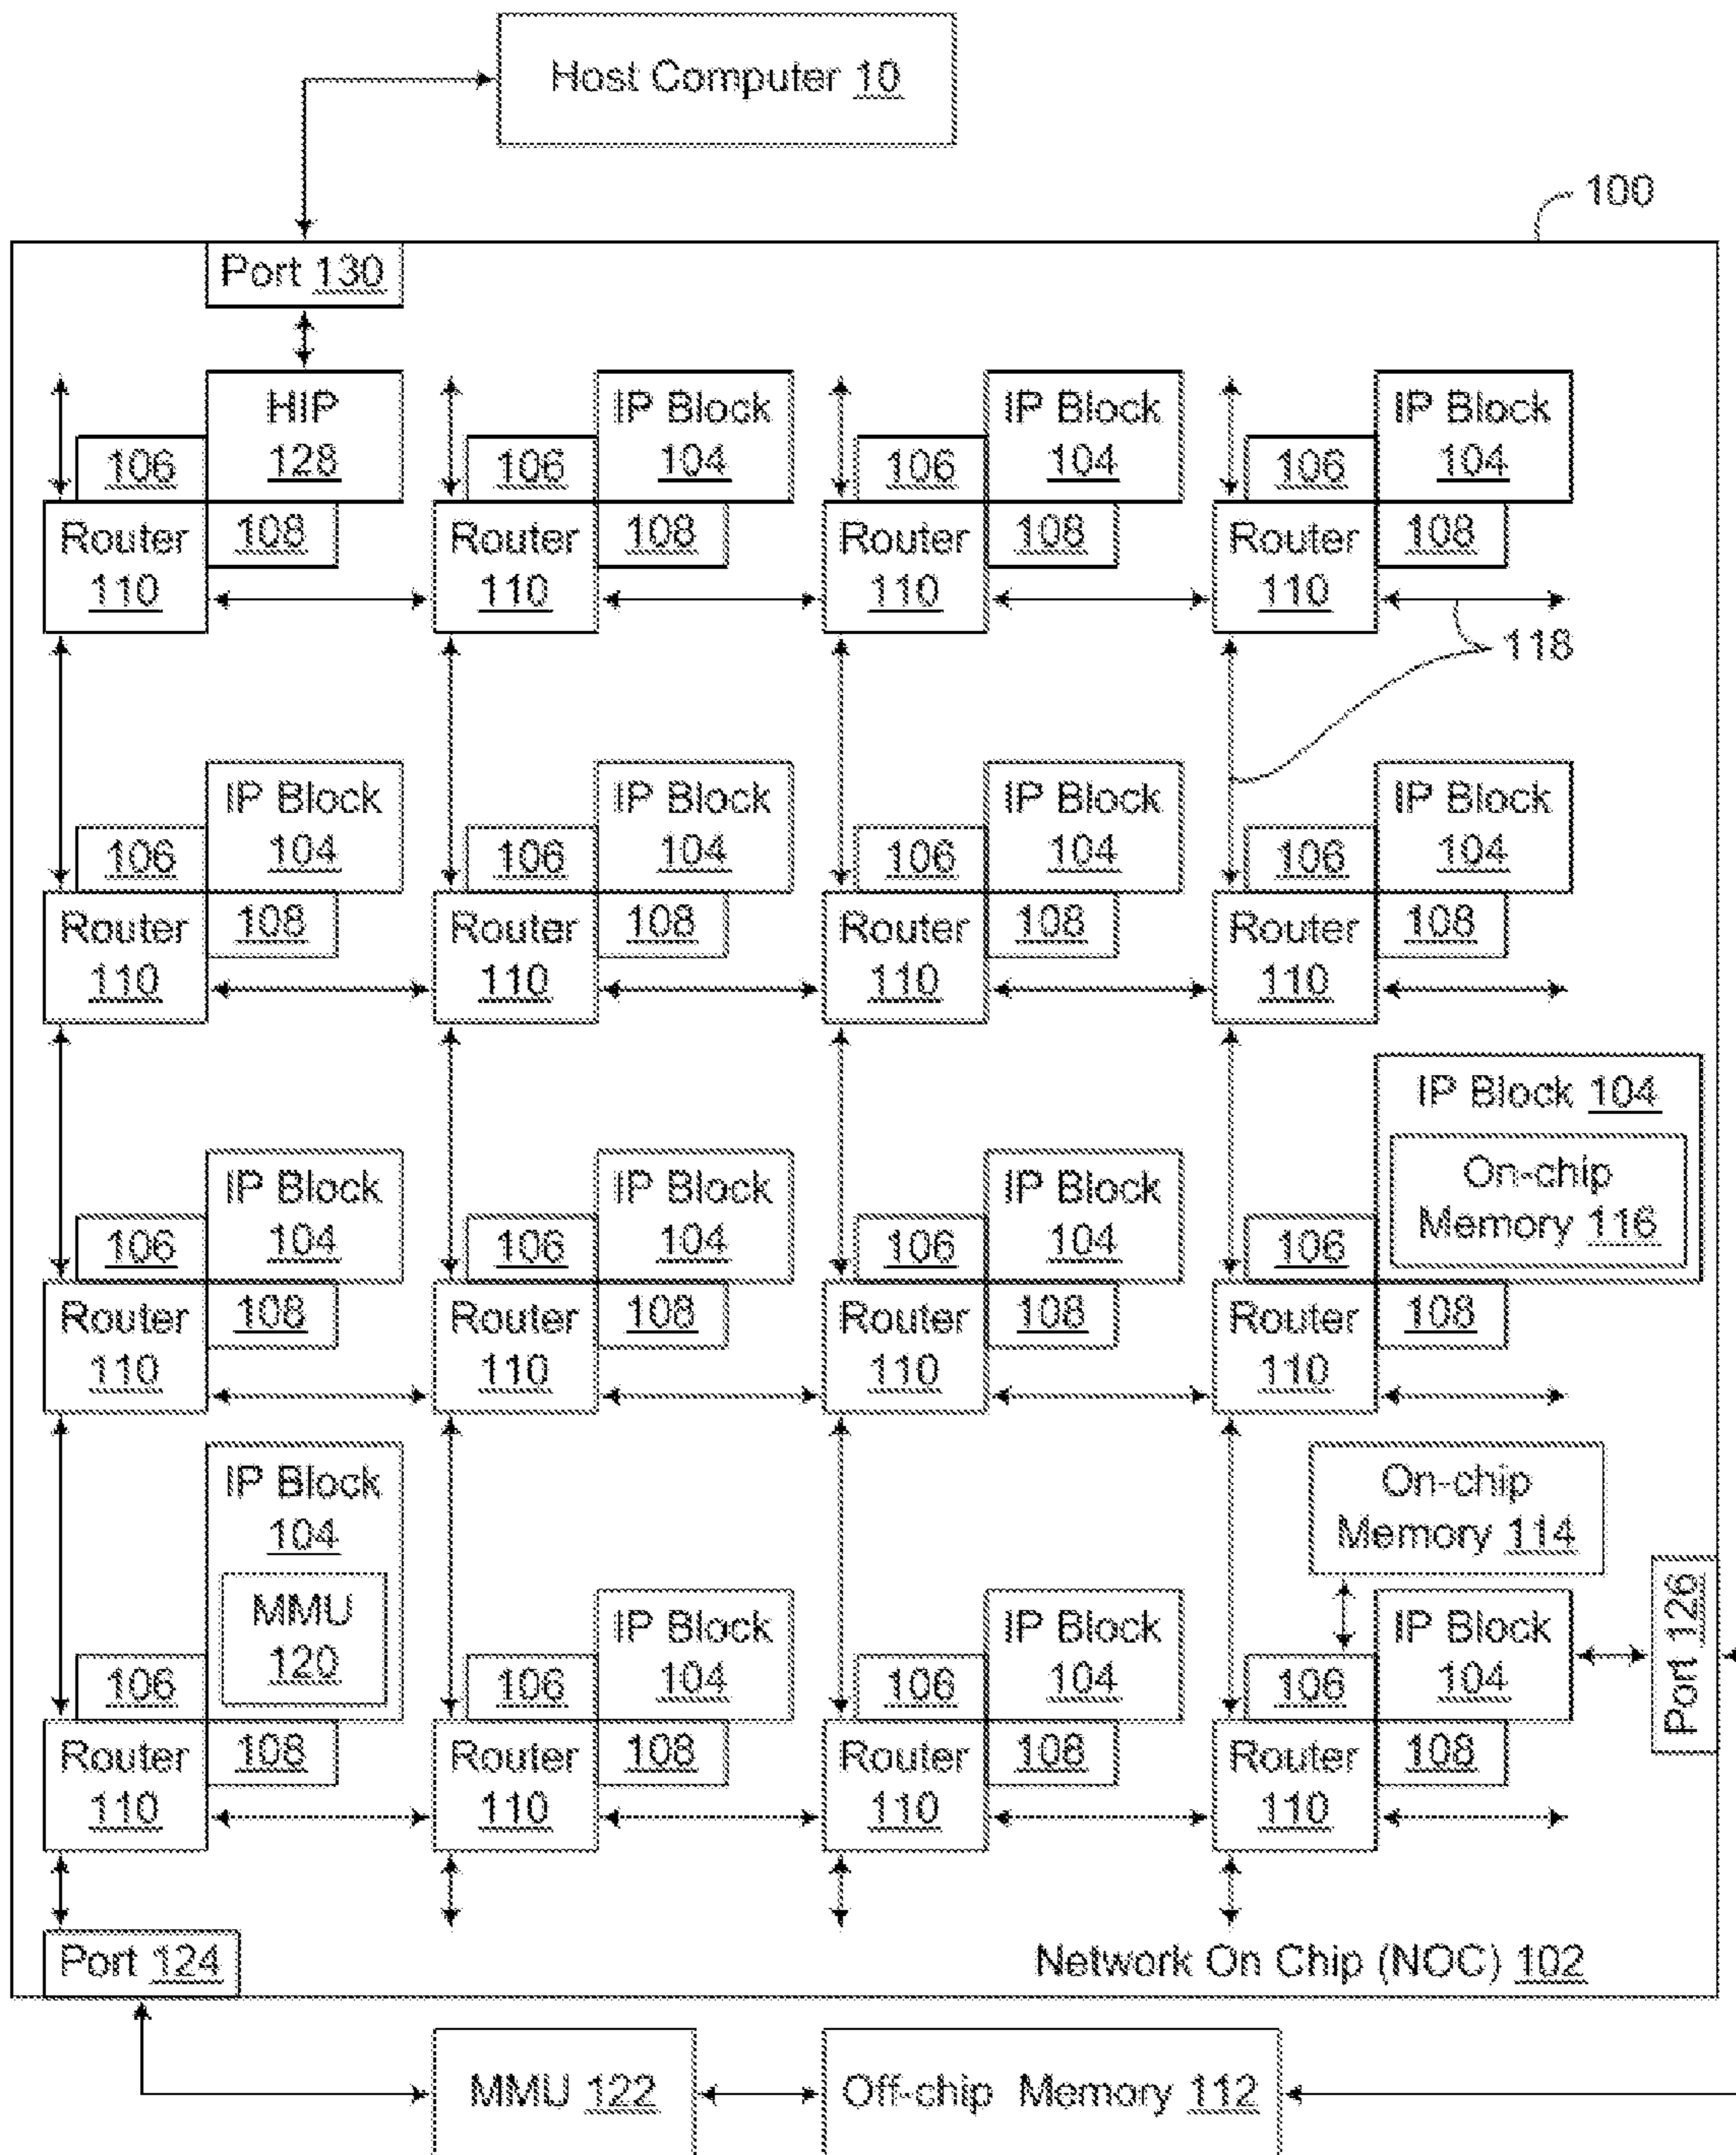 Host Computer 10
100
Port 130
HIP
128
106
Router
110
108
IP Block
104
106
Router
110
108
IP Block
104
106
Router
110
108
IP Block
104
106
Router
110
108
118
IP Block
104
106
Router
110
108
IP Block
104
106
Router
110
108
IP Block
104
106
Router
110
108
IP Block
104
106
Router
110
108
IP Block
104
106
Router
110
108
IP Block
104
106
Router
110
108
IP Block
104
106
Router
110
108
IP Block 104
On-chip
Memory 116
106
Router
110
108
IP Block
104
MMU
120
106
Router
110
108
IP Block
104
106
Router
110
108
IP Block
104
106
Router
110
108
On-chip
Memory 114
IP Block
104
106
Router
110
108
Port 126
Port 124
Network On Chip (NOC) 102
MMU 122
Off-chip Memory 112